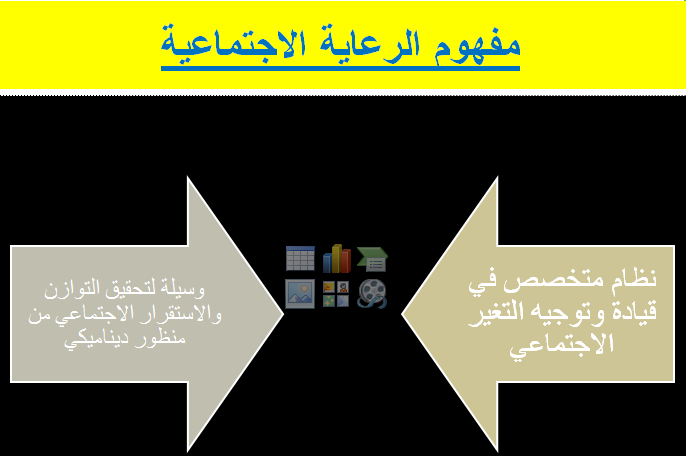 مفهوم الرعاية الاجتماعية
نظام متخصص في
قيادة وتوجيه التغير
الاجتماعي
وسيلة لتحقيق التوازن
والاستقرار الاجتماعي من
منظور ديناميكي